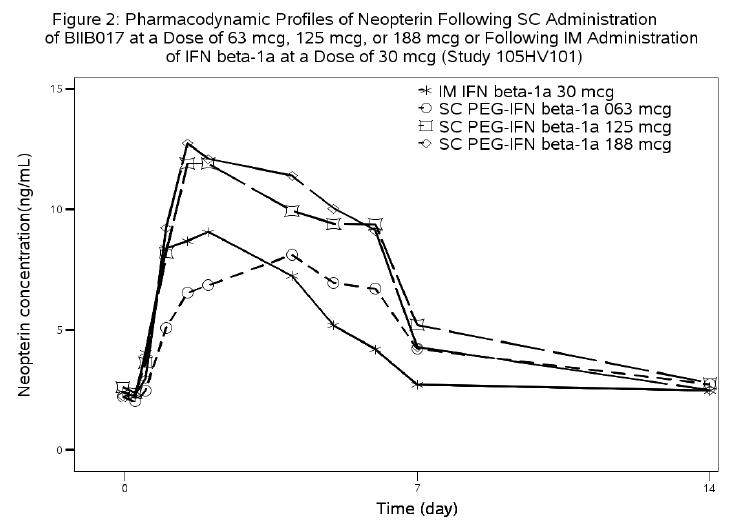 Figure 2: Pharmacodynamic Profiles of Neopterin Following SC Administration
of BIIB017 at a Dose of 63 mcg, 125 mcg, or 188 mcg or Following IM Administration
of IFN beta-1a at a Dose of 30 mcg (Study 105HV101)
15
IM IFN beta-1a 30 mcg
SC PEG-IFN beta-1a 063 mcg
SC PEG-IFN beta-1a 125 mcg
SC PEG-IFN beta-1a 188 mcg
10
Neopterin concentration(ng/mL)
5
0
0 7 14
Time (day)